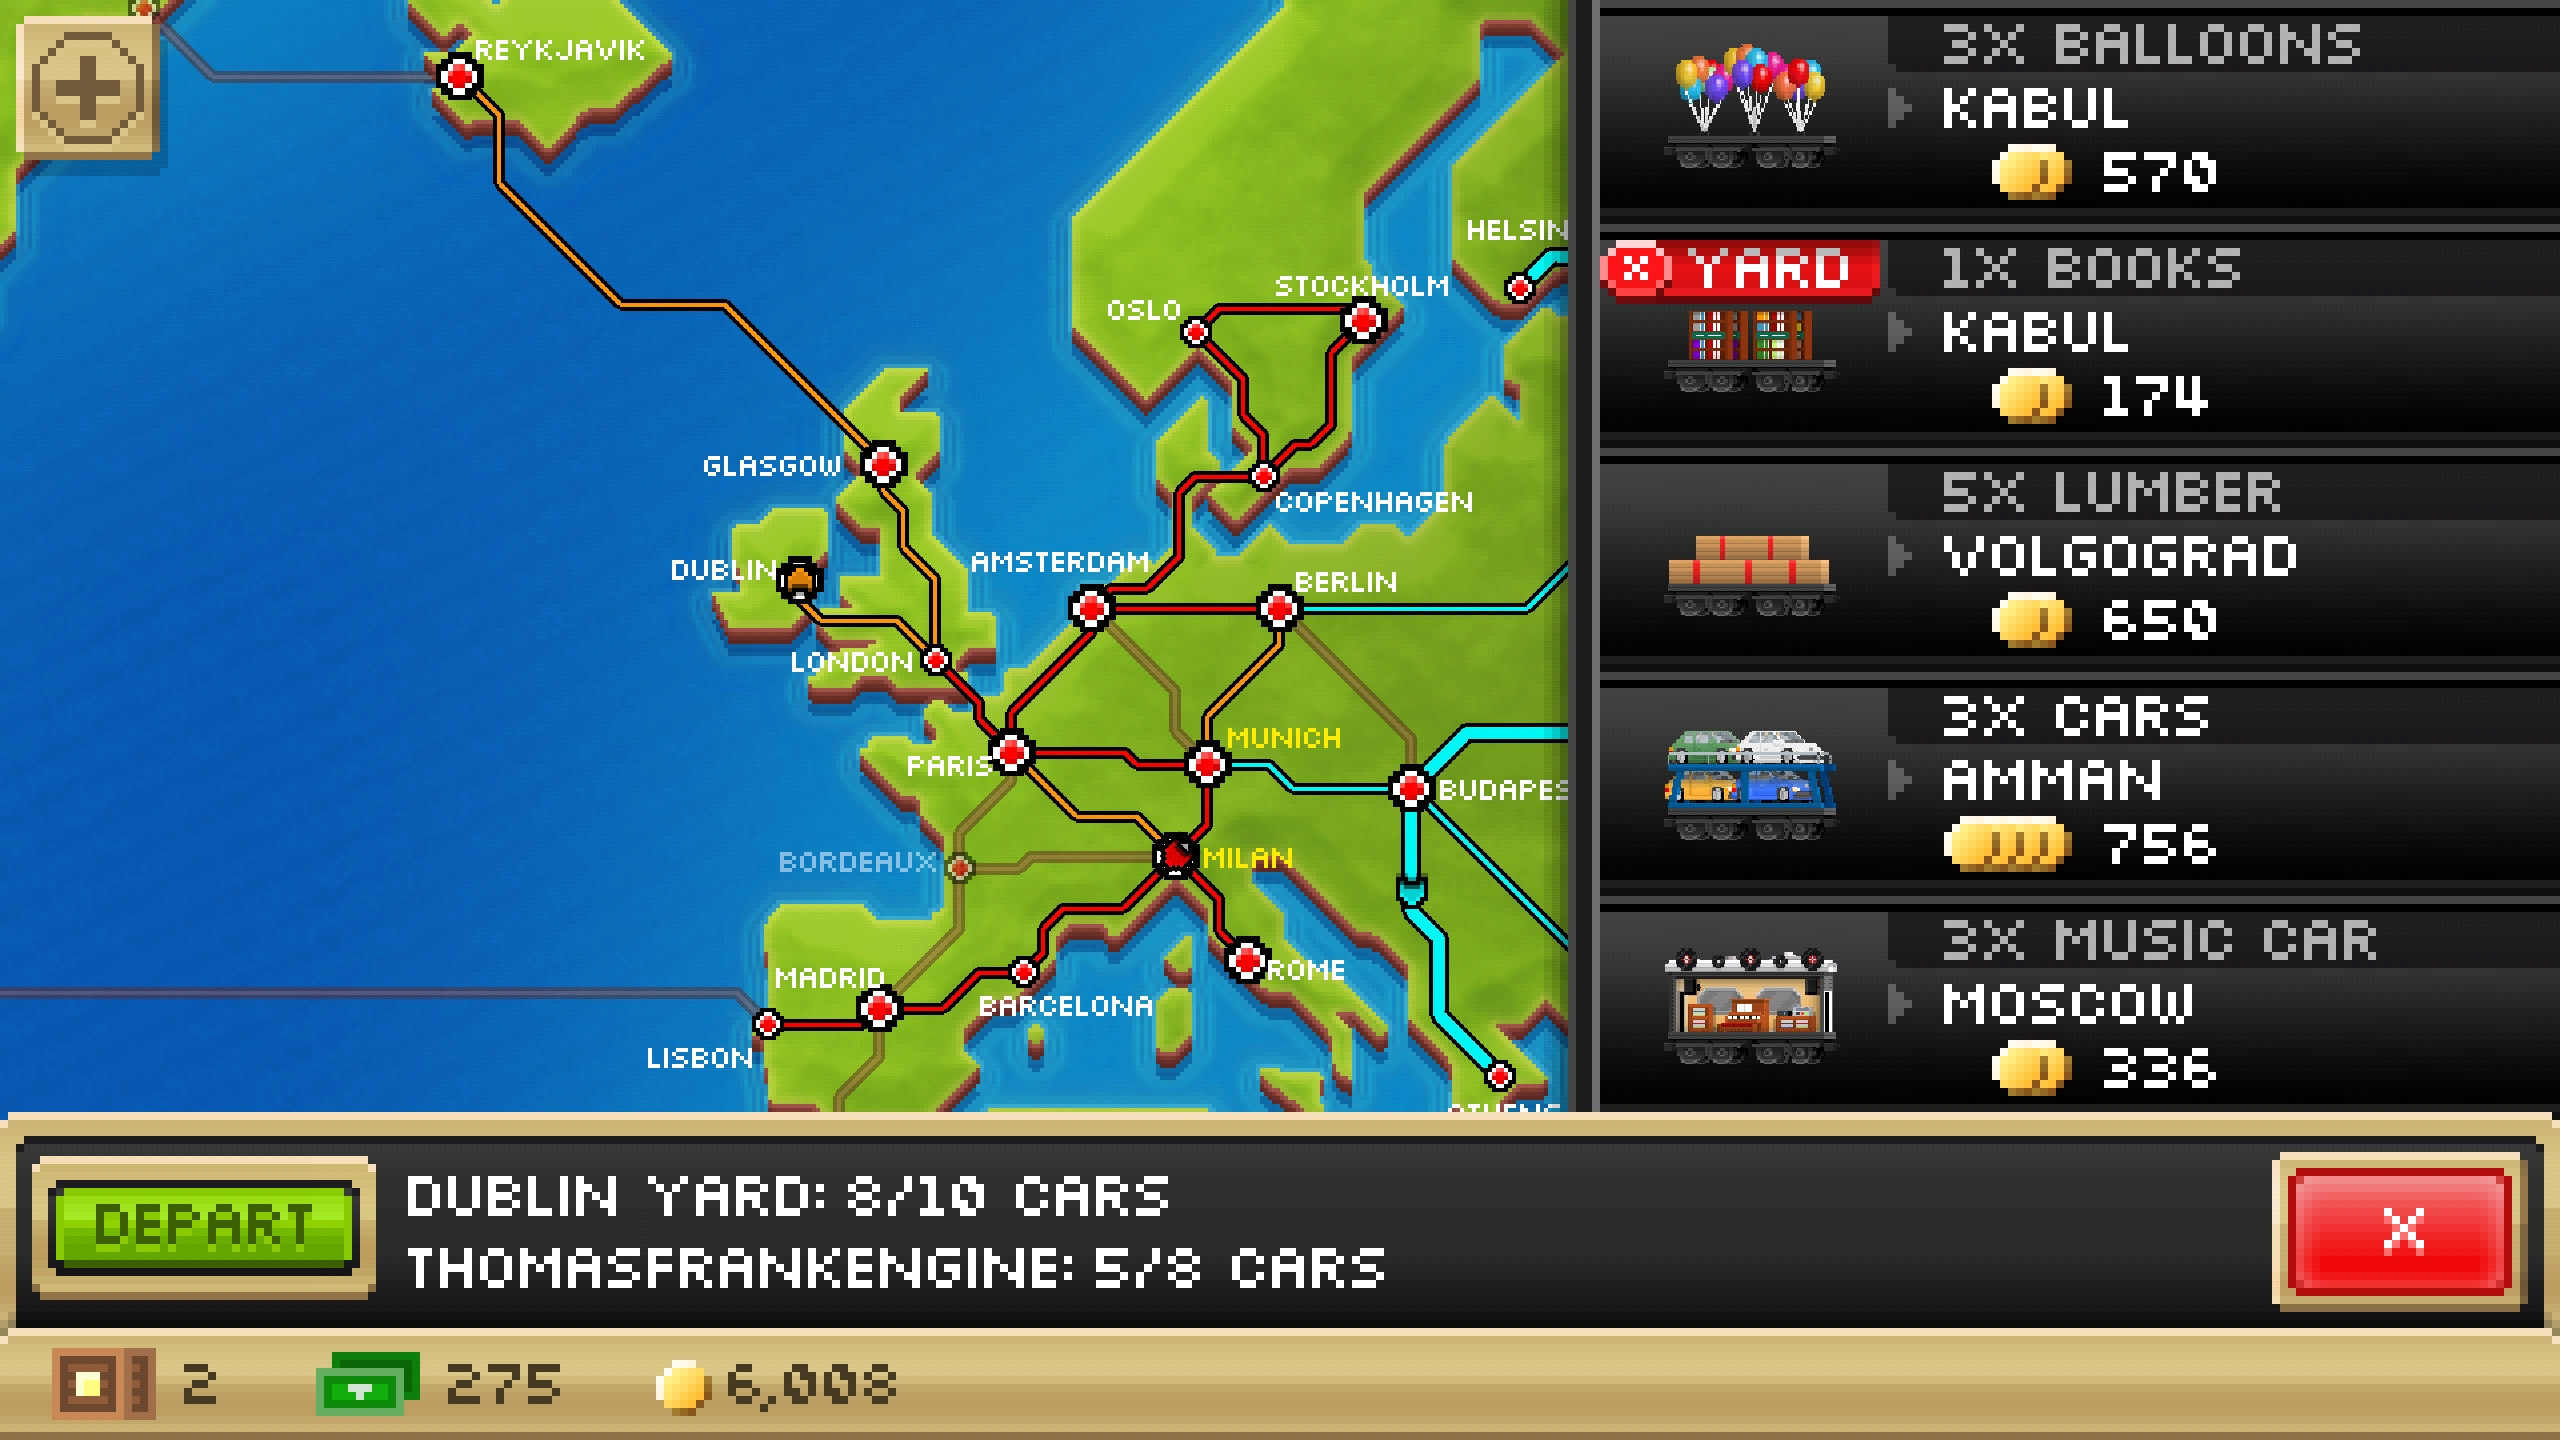 REYKJAVIK
HELSIN
STOCKHOLM
OSLO
GLASGOW
COPENHAGEN
DUBLIN
AMSTERDAM
BERLIN
LONDON
MUNICH
PARIS
BUDAPES
BORDEAUX
MILAN
MADRID
ROME
BARCELONA
LISBON
ATHENS
3X BALLOONS
KABUL
570
X YARD
1X BOOKS
KABUL
174
5X LUMBER
VOLGOGRAD
650
3X CARS
AMMAN
756
3X MUSIC CAR
MOSCOW
336
DEPART
DUBLIN YARD: 8/10 CARS
THOMASFRANKENGINE: 5/8 CARS
X
2
275
6,008